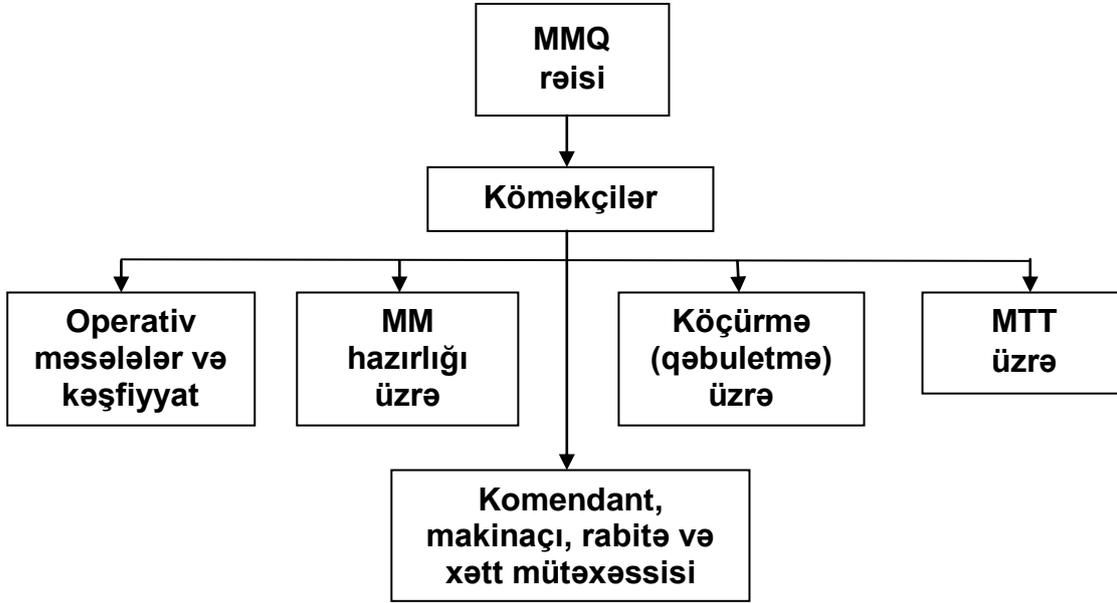 MMQ
rəisi
Köməkçilər
Operativ
məsələlər və
kəşfiyyat
MM
hazırlığı
üzrə
Köçürmə
(qəbuletmə)
üzrə
MTT
üzrə
Komendant,
makinaçı, rabitə və
xətt mütəxəssisi